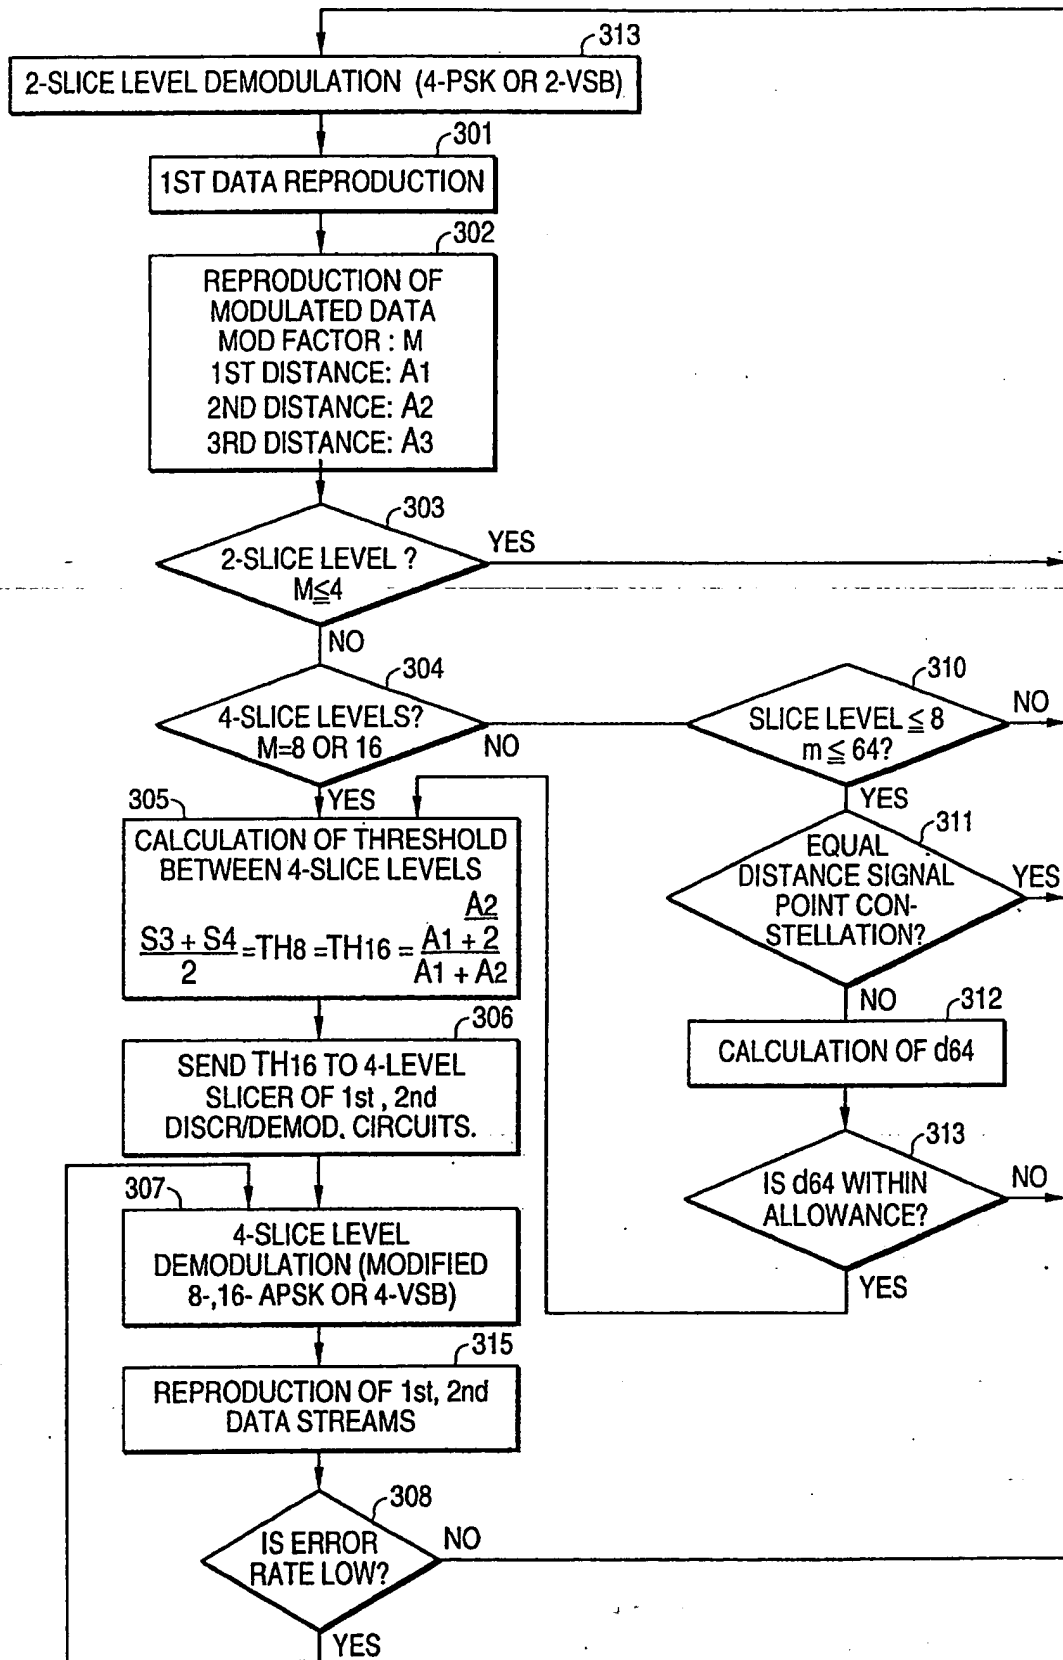 313
2-SLICE LEVEL DEMODULATION (4-PSK OR 2-VSB)
301
1ST DATA REPRODUCTION
302
REPRODUCTION OF
MODULATED DATA
MOD FACTOR : M
1ST DISTANCE: A1
2ND DISTANCE: A2
3RD DISTANCE: A3
303
2-SLICE LEVEL ?
M≦4
YES
NO
304
4-SLICE LEVELS?
M=8 OR 16
NO
YES
310
SLICE LEVEL ≦ 8
m ≦ 64?
NO
YES
305
CALCULATION OF THRESHOLD
BETWEEN 4-SLICE LEVELS
A2
S3 + S4 =TH8 =TH16 = A1 + 2
2 A1 + A2
311
EQUAL
DISTANCE SIGNAL
POINT CON-
STELLATION?
YES
NO
306
SEND TH16 TO 4-LEVEL
SLICER OF 1st , 2nd
DISCR/DEMOD. CIRCUITS.
312
CALCULATION OF d64
313
IS d64 WITHIN
ALLOWANCE?
NO
YES
307
4-SLICE LEVEL
DEMODULATION (MODIFIED
8-,16- APSK OR 4-VSB)
315
REPRODUCTION OF 1st, 2nd
DATA STREAMS
308
IS ERROR
RATE LOW?
NO
YES